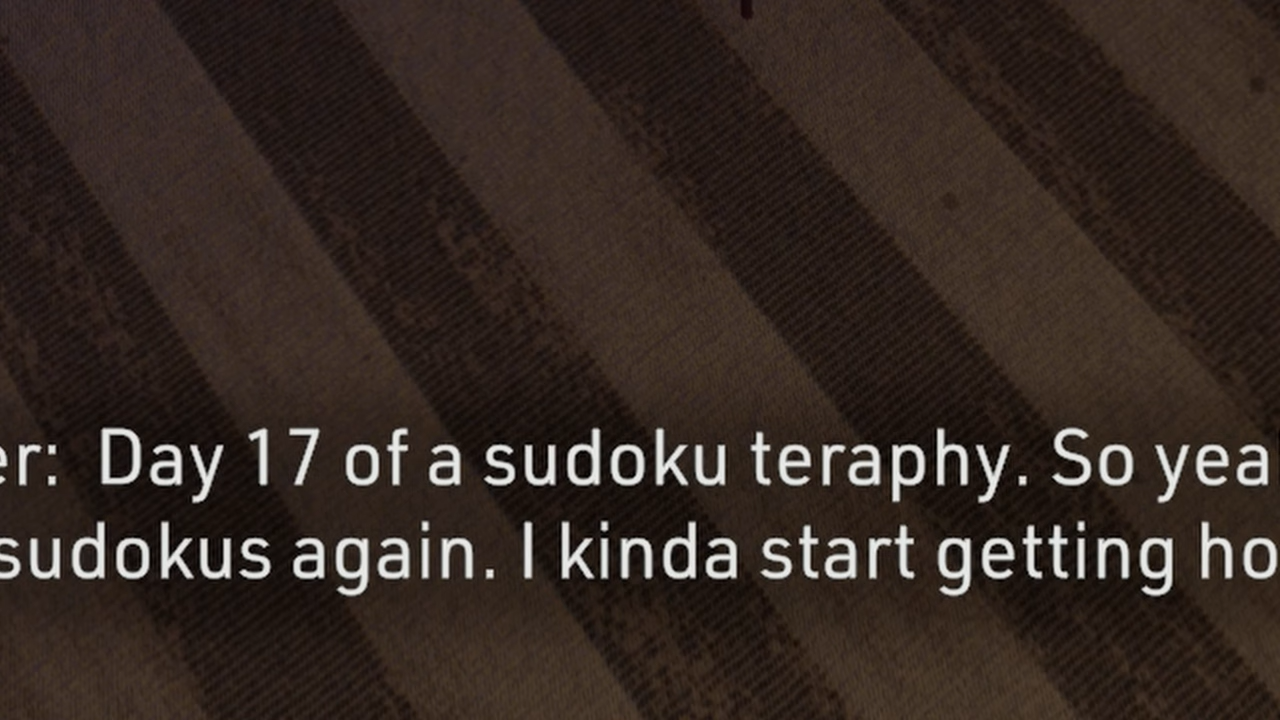 er: Day 17 of a sudoku teraphy. So yea
sudokus again. I kinda start getting ho